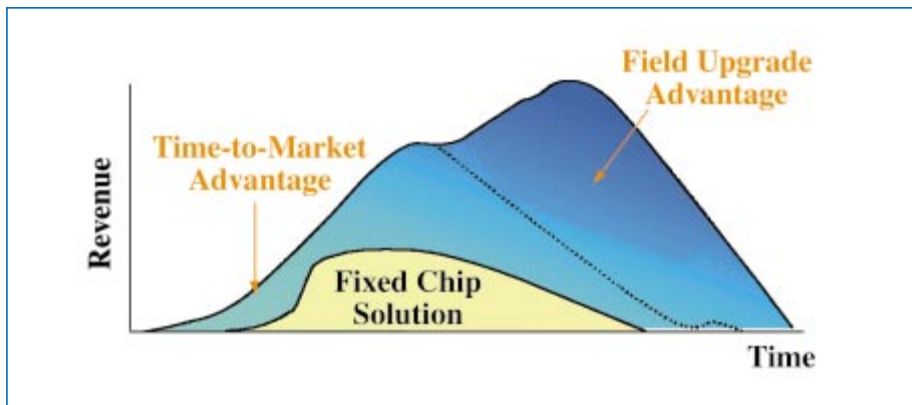 Field Upgrade
Advantage
Time-to-Market
Advantage
Revenue
Fixed Chip
Solution
Time